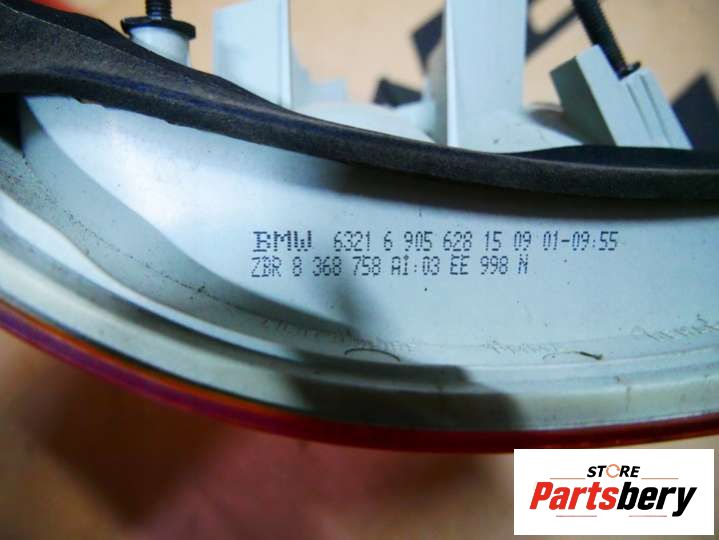 BMW 6321 6 905 628 15 09 01-09:55
ZBR 8 368 758 AI:03 EE 998 N
STORE
Partsbery